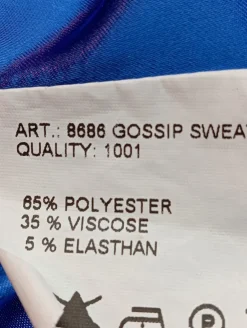 ART.: 8686 GOSSIP SWEA
QUALITY: 1001
65% POLYESTER
35 % VISCOSE
5 % ELASTHAN